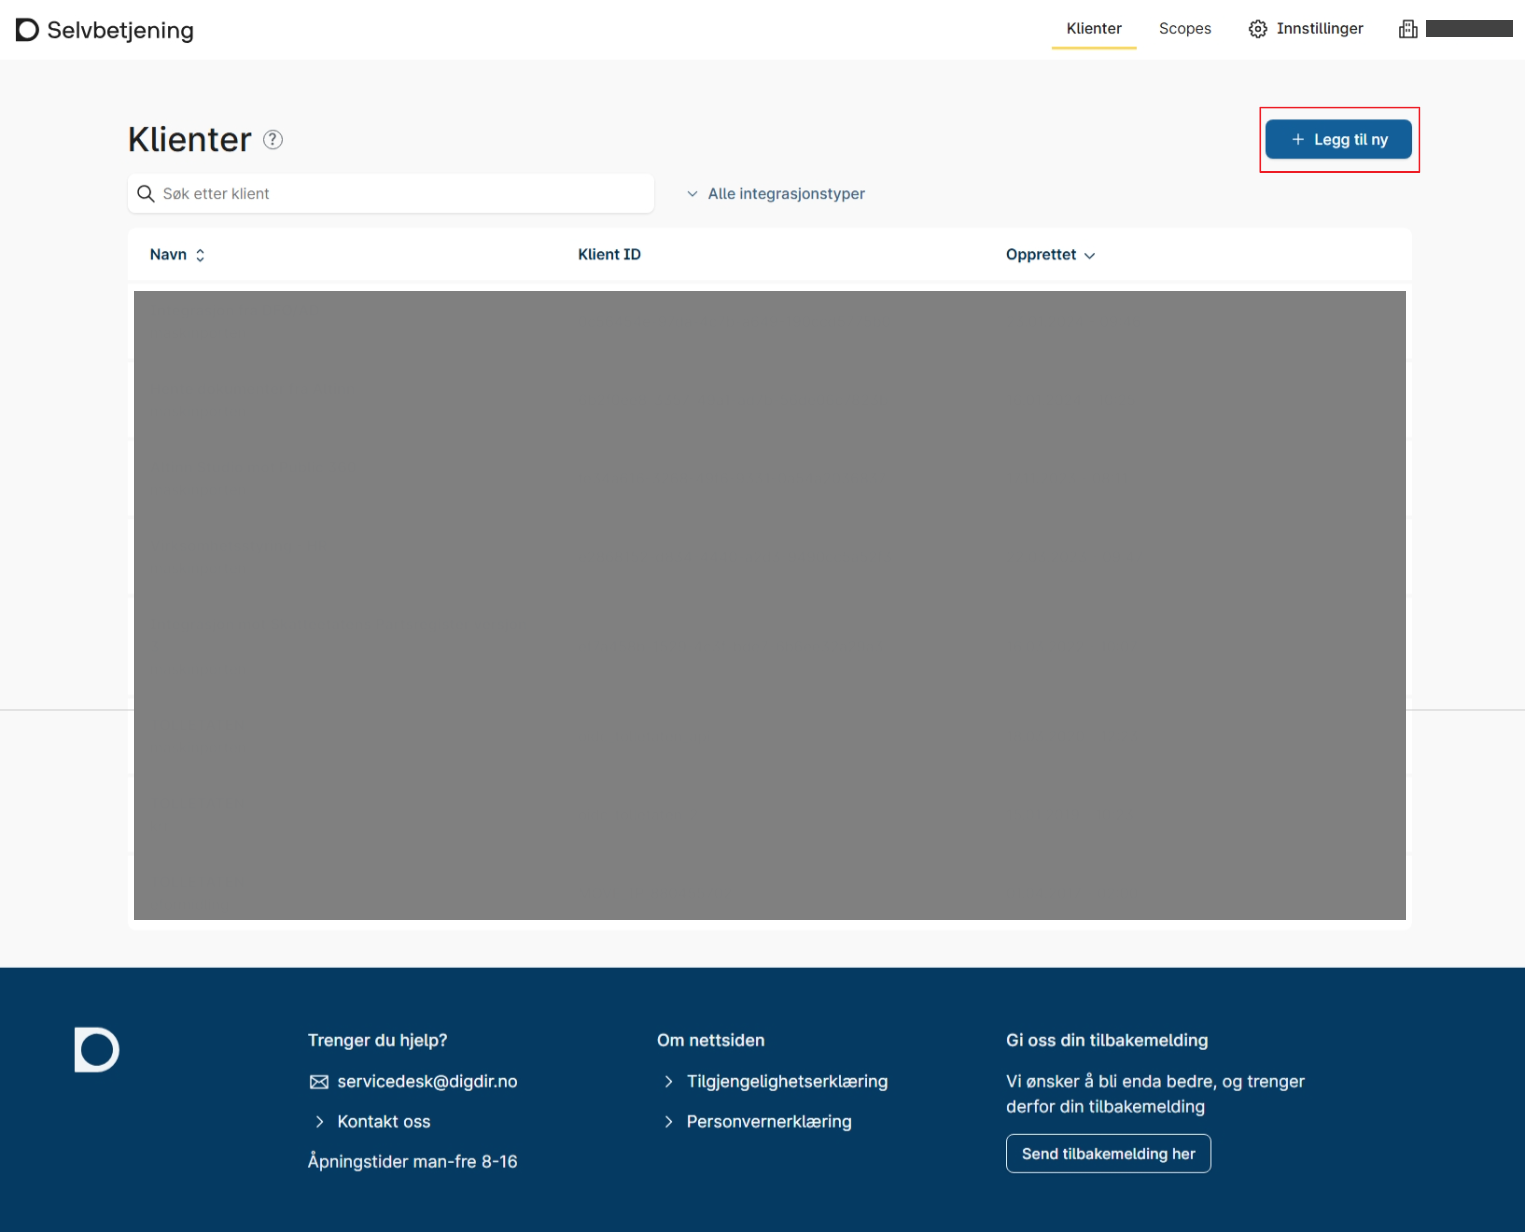 Selvbetjening
Klienter Scopes Innstillinger
Klienter ?
+ Legg til ny
Søk etter klient
Alle integrasjonstyper
Navn Klient ID Opprettet
Trenger du hjelp?
servicedesk@digdir.no
Kontakt oss
Åpningstider man-fre 8-16
Om nettsiden
Tilgjengelighetserklæring
Personvernerklæring
Gi oss din tilbakemelding
Vi ønsker å bli enda bedre, og trenger
derfor din tilbakemelding
Send tilbakemelding her